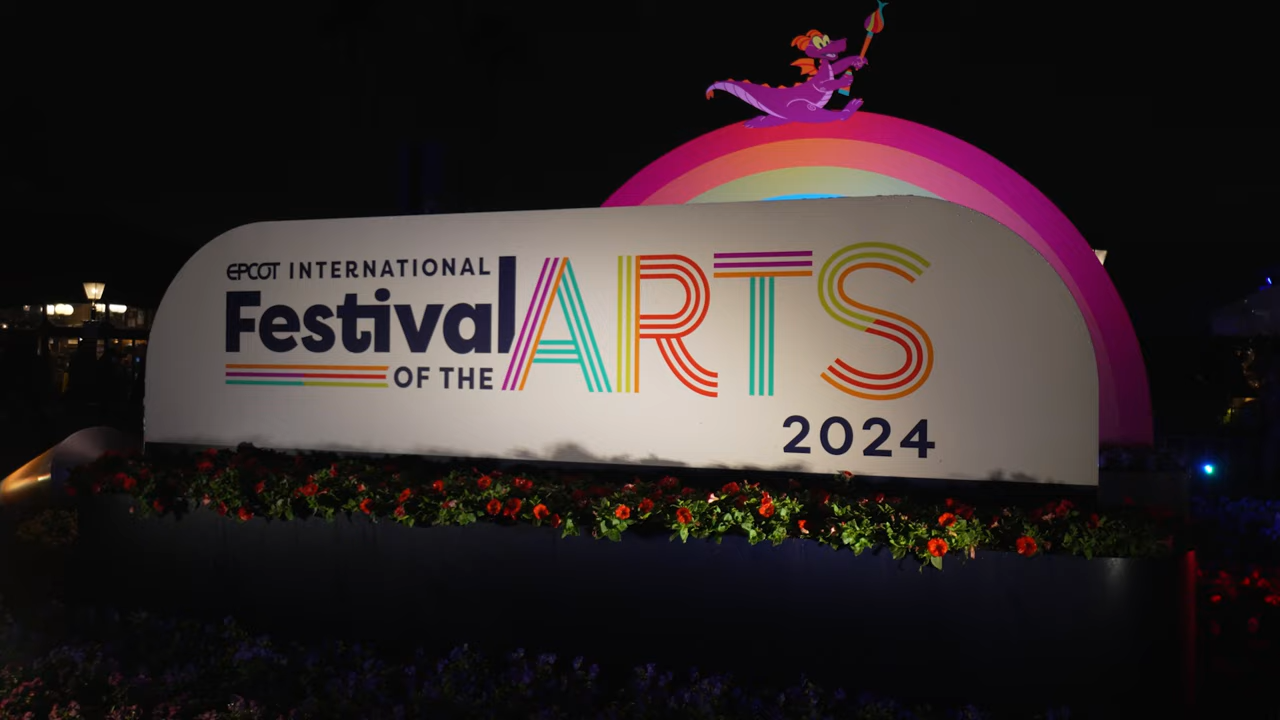 EPCOT INTERNATIONAL
Festival
OF THE
ARTS
2024